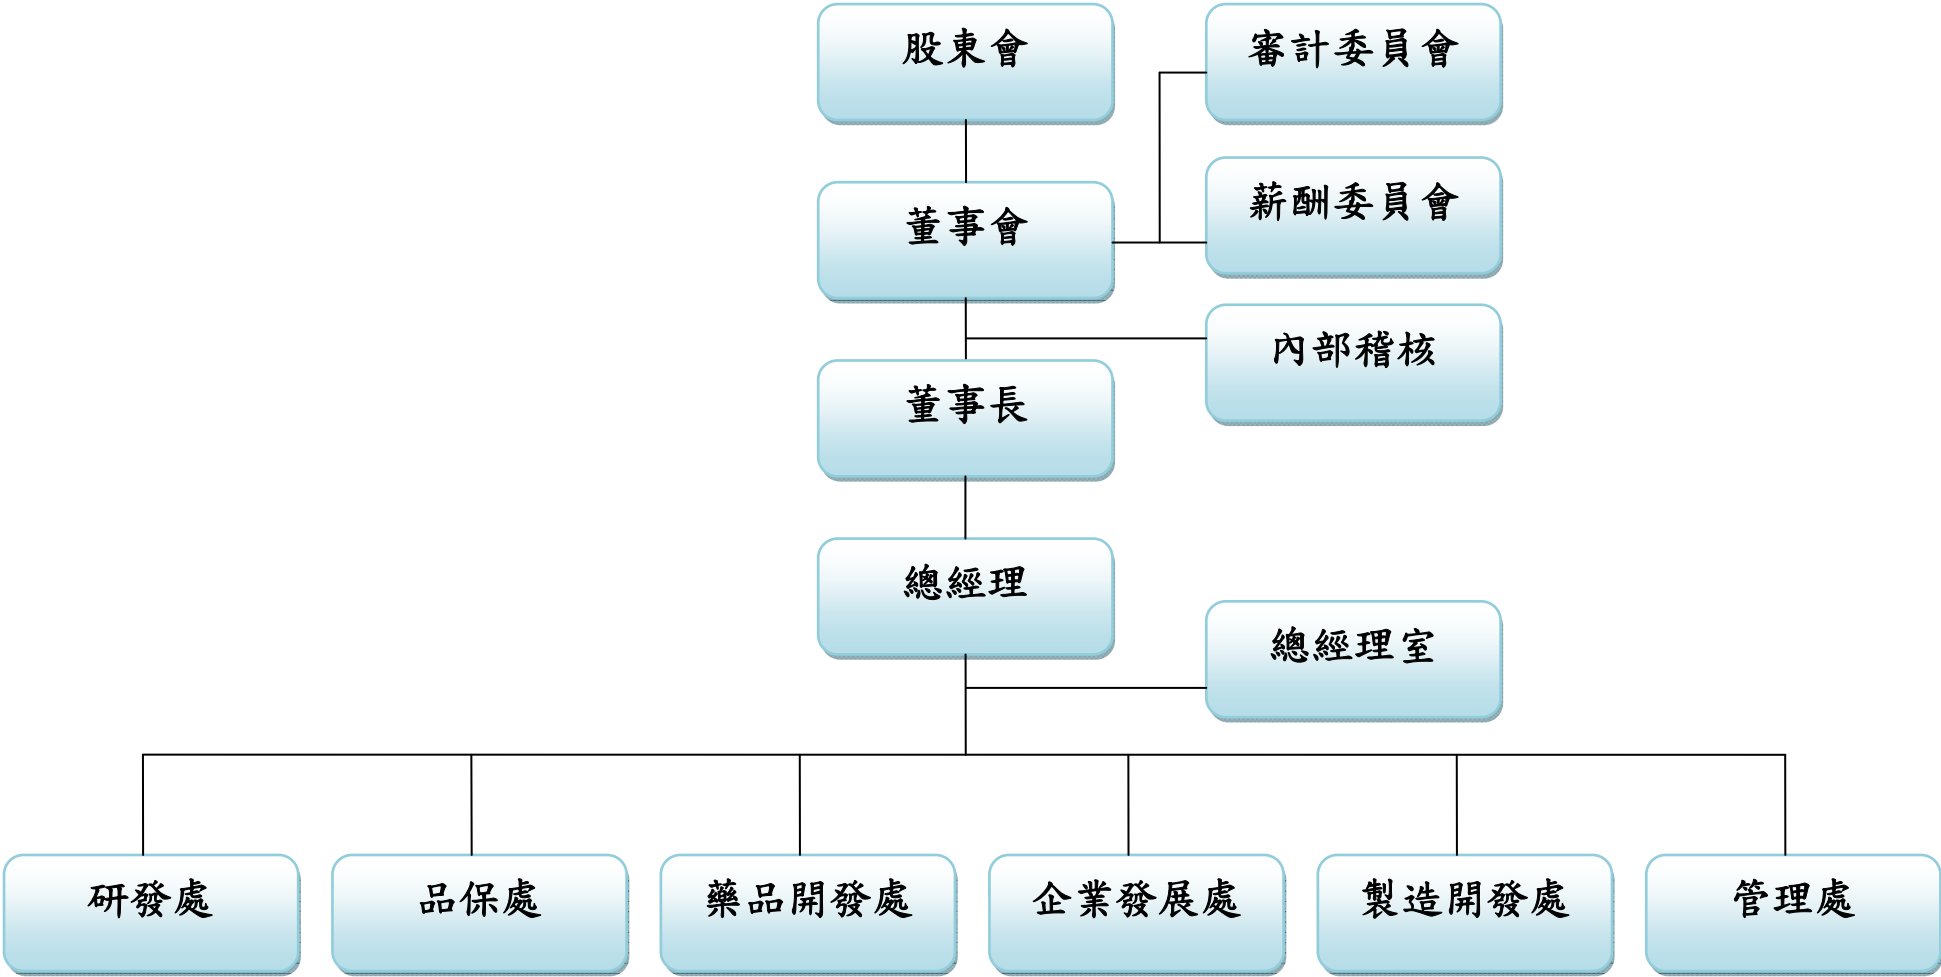 股東會
審計委員會
薪酬委員會
董事會
內部稽核
董事長
總經理
總經理室
研發處
品保處
藥品開發處
企業發展處
製造開發處
管理處